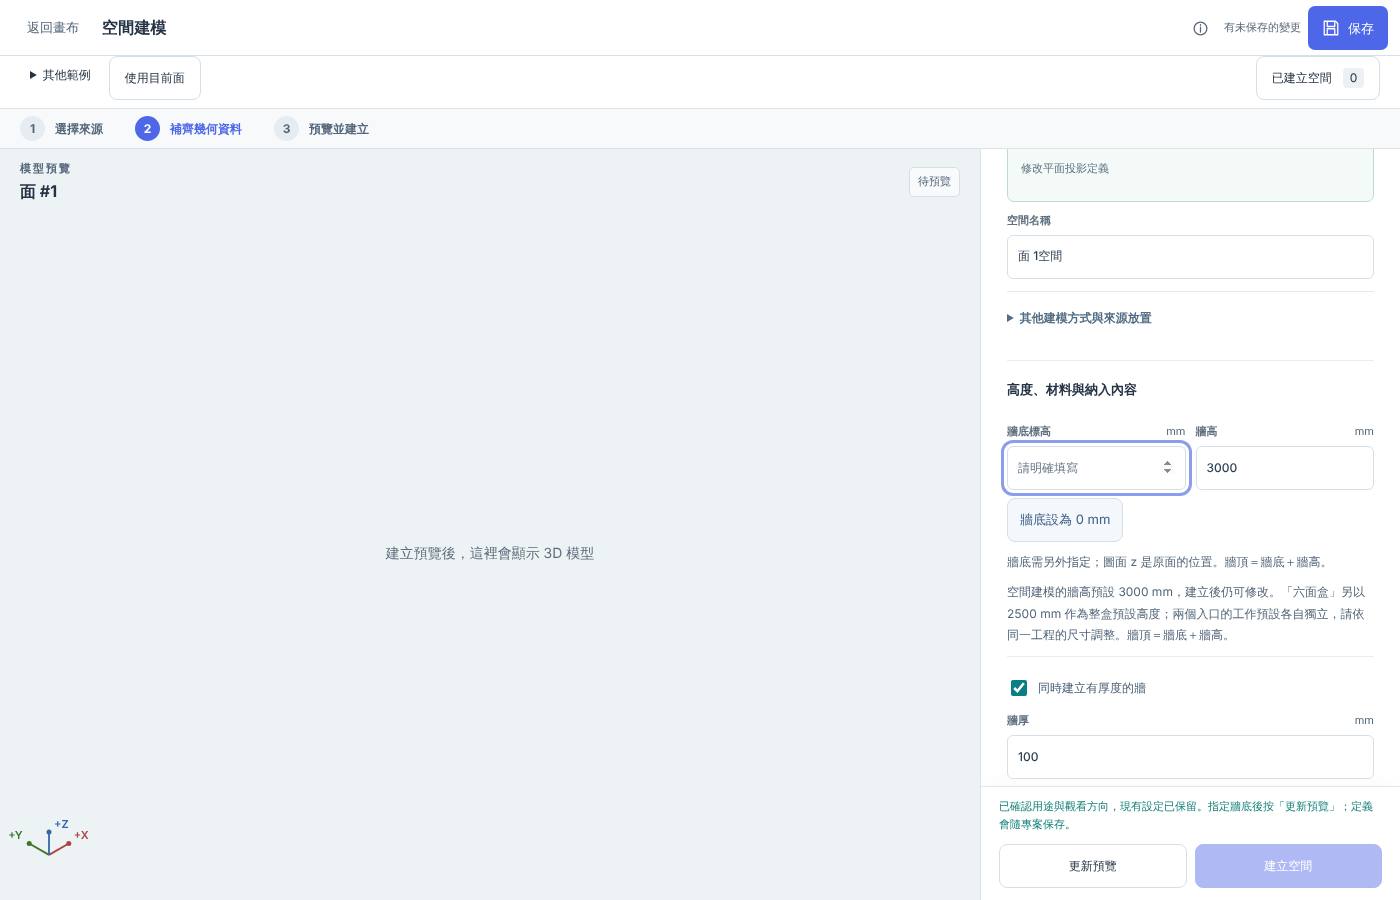 返回畫布
空間建模
有未保存的變更
保存
其他範例
使用目前面
已建立空間 0
1 選擇來源
2 補齊幾何資料
3 預覽並建立
模型預覽
面 #1
待預覽
建立預覽後，這裡會顯示 3D 模型
+Z
+Y
+X
修改平面投影定義
空間名稱
面 1空間
其他建模方式與來源放置
高度、材料與納入內容
牆底標高 mm
牆高 mm
請明確填寫
3000
牆底設為 0 mm
牆底需另外指定；圖面 z 是原面的位置。牆頂＝牆底＋牆高。
空間建模的牆高預設 3000 mm，建立後仍可修改。「六面盒」另以
2500 mm 作為整盒預設高度；兩個入口的工作預設各自獨立，請依
同一工程的尺寸調整。牆頂＝牆底＋牆高。
同時建立有厚度的牆
牆厚 mm
100
已確認用途與觀看方向，現有設定已保留。指定牆底後按「更新預覽」；定義
會隨專案保存。
更新預覽
建立空間